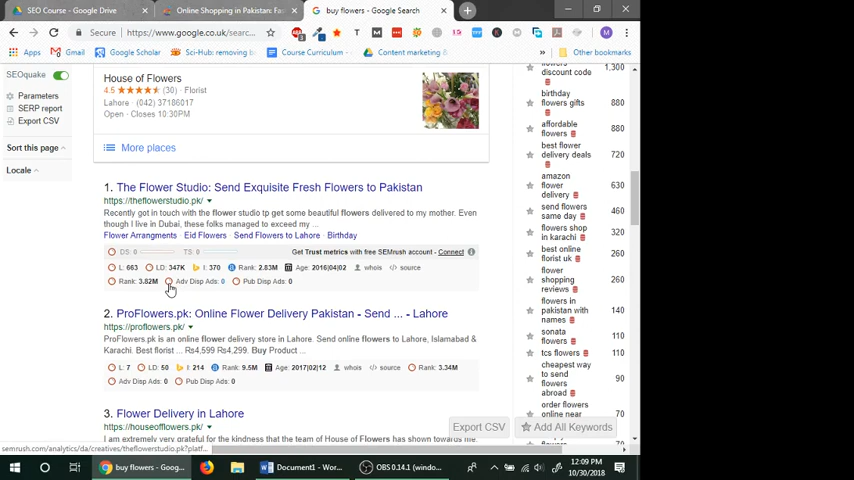 SEO Course - Google Drive
Online Shopping in Pakistan: Fas
buy flowers - Google Search
Secure
https://www.google.co.uk/searc...
Apps
Gmail
Google Scholar
Sci-Hub: removing b
Course Curriculum
Content marketing &
Other bookmarks
SEOquake
Parameters
SERP report
Export CSV
Sort this page
Locale
House of Flowers
4.5 (30) · Florist
Lahore · (042) 37186017
Open · Closes 10:30PM
More places
1. The Flower Studio: Send Exquisite Fresh Flowers to Pakistan
https://theflowerstudio.pk/
Recently got in touch with the flower studio tp get some beautiful flowers delivered to my mother. Even
though I live in Dubai, these folks managed to exceed my ...
Flower Arrangments · Eid Flowers · Send Flowers to Lahore · Birthday
DS: 0 TS: 0 Get Trust metrics with free SEMrush account - Connect
L: 663 LD: 347K I: 370 Rank: 2.83M Age: 2016|04|02 whois source
Rank: 3.82M Adv Disp Ads: 0 Pub Disp Ads: 0
2. ProFlowers.pk: Online Flower Delivery Pakistan - Send ... - Lahore
https://proflowers.pk/
ProFlowers.pk is an online flower delivery store in Lahore. Send online flowers to Lahore, Islamabad &
Karachi. Best florist ... ₨4,599 ₨4,299. Buy Product ...
L: 7 LD: 50 I: 214 Rank: 9.5M Age: 2017|02|12 whois source Rank: 3.34M
Adv Disp Ads: 0 Pub Disp Ads: 0
3. Flower Delivery in Lahore
https://houseofflowers.pk/
I am extremely very grateful for the kindness that the team of House of Flowers has shown towards me.
flowers
discount code
1,300
birthday
flowers gifts
880
affordable
flowers
880
best flower
delivery deals
720
amazon
flower
delivery
630
send flowers
same day
460
flowers shop
in karachi
320
best online
florist uk
260
flower
shopping
reviews
260
flowers in
pakistan with
names
140
sonata
flowers
110
tcs flowers
110
cheapest way
to send
flowers
abroad
90
order flowers
online near
70
Export CSV
Add All Keywords
semrush.com/analytics/da/creatives/theflowerstudio.pk?platf...
buy flowers - Goog...
Document1 - Wor...
OBS 0.14.1 (windo...
12:09 PM
10/30/2018